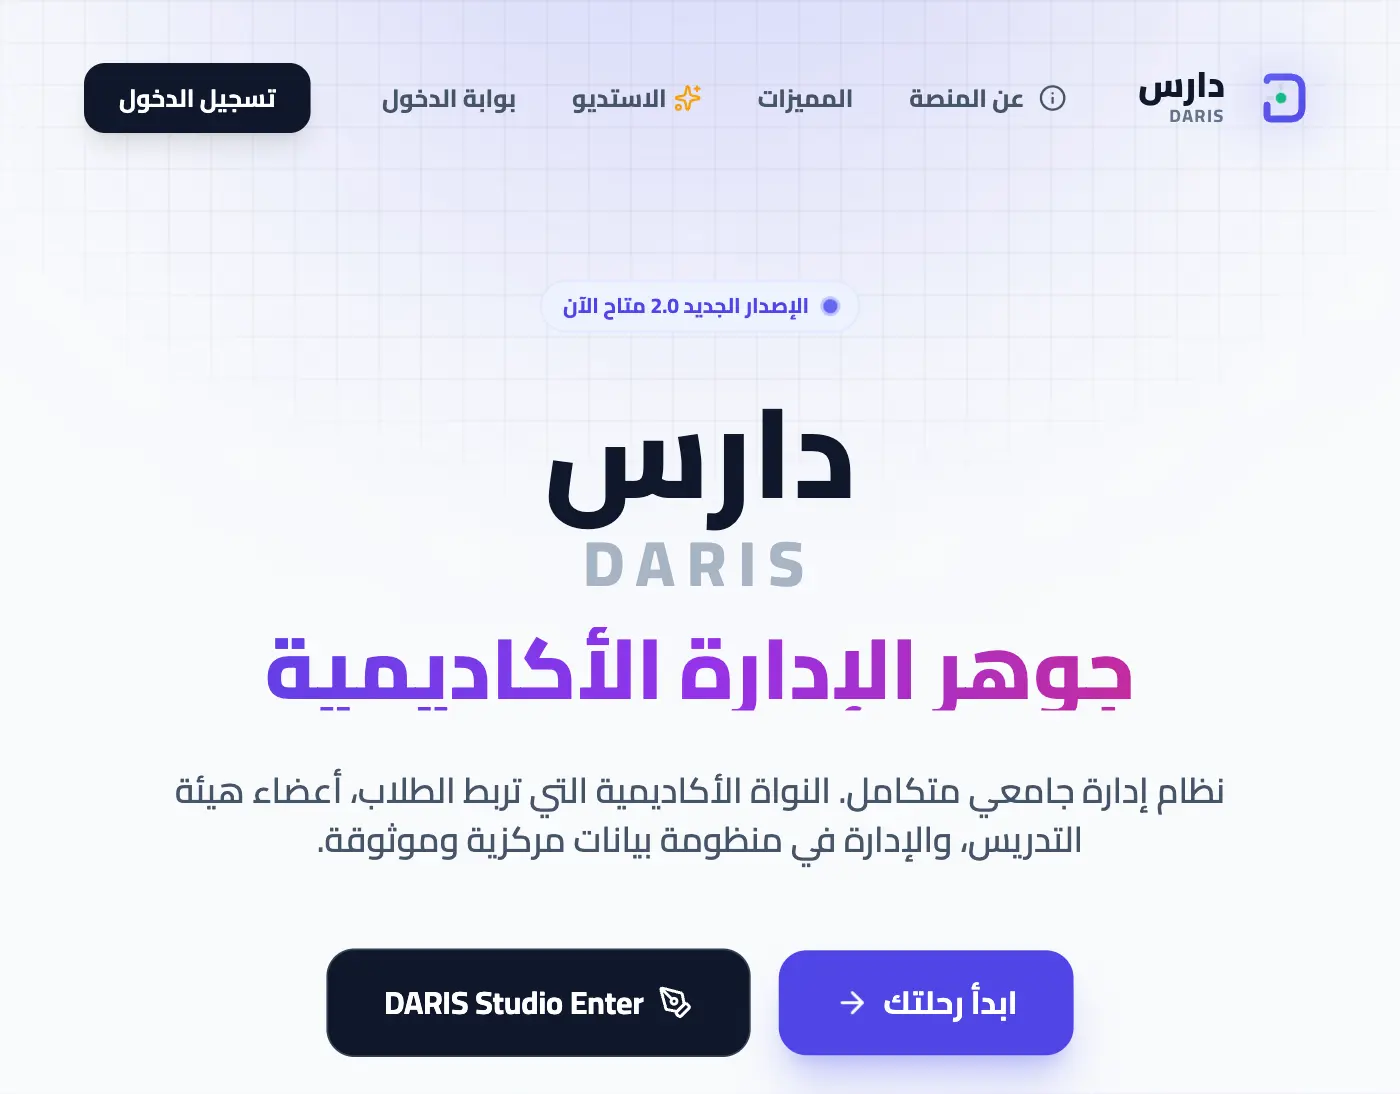 دارس
DARIS
عن المنصة
المميزات
الاستديو
بوابة الدخول
تسجيل الدخول
الإصدار الجديد 2.0 متاح الآن
دارس
DARIS
جوهر الإدارة الأكاديمية
نظام إدارة جامعي متكامل. النواة الأكاديمية التي تربط الطلاب، أعضاء هيئة
التدريس، والإدارة في منظومة بيانات مركزية وموثوقة.
ابدأ رحلتك
DARIS Studio Enter